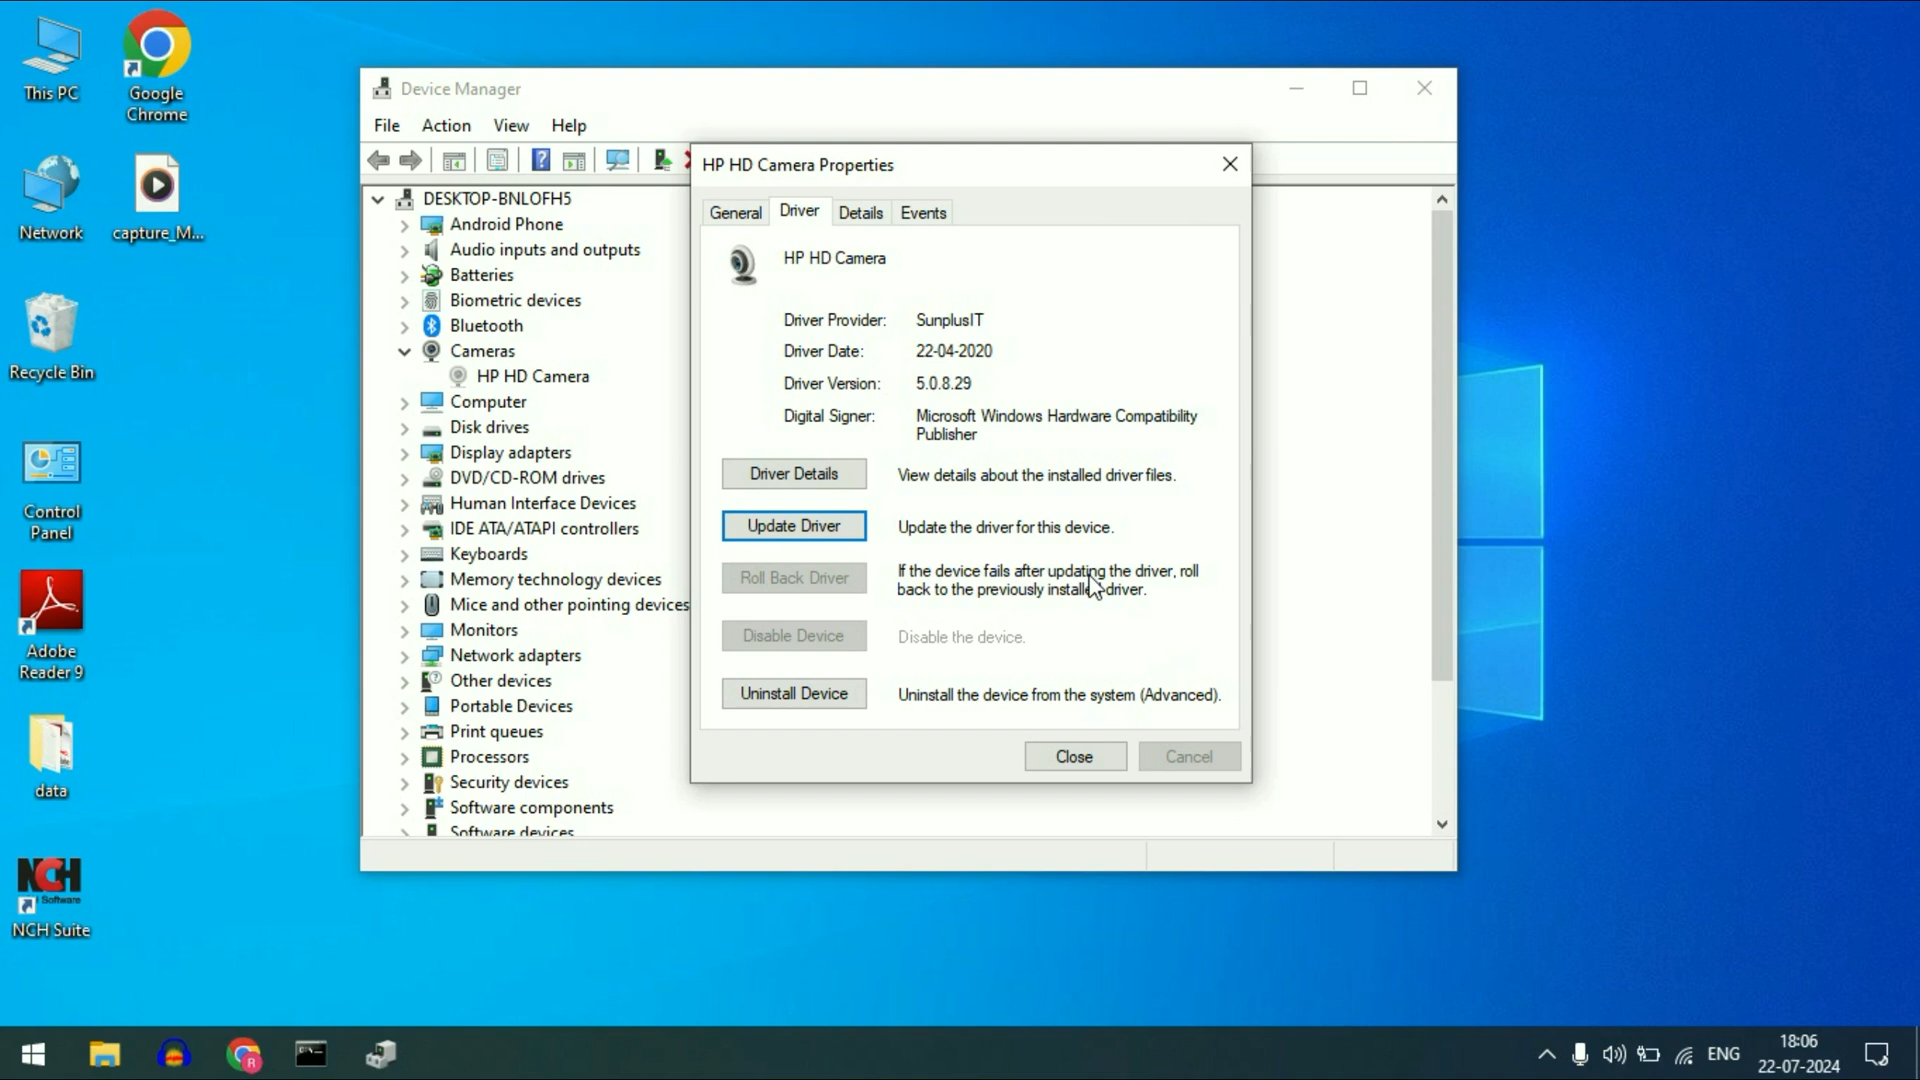 This PC
Google
Chrome
Network
capture_M...
Recycle Bin
Control
Panel
Adobe
Reader 9
data
NCH
Software
NCH Suite
Device Manager
File Action View Help
DESKTOP-BNLOFH5
Android Phone
Audio inputs and outputs
Batteries
Biometric devices
Bluetooth
Cameras
HP HD Camera
Computer
Disk drives
Display adapters
DVD/CD-ROM drives
Human Interface Devices
IDE ATA/ATAPI controllers
Keyboards
Memory technology devices
Mice and other pointing devices
Monitors
Network adapters
Other devices
Portable Devices
Print queues
Processors
Security devices
Software components
Software devices
HP HD Camera Properties
General Driver Details Events
HP HD Camera
Driver Provider: SunplusIT
Driver Date: 22-04-2020
Driver Version: 5.0.8.29
Digital Signer: Microsoft Windows Hardware Compatibility
Publisher
Driver Details View details about the installed driver files.
Update Driver Update the driver for this device.
Roll Back Driver If the device fails after updating the driver, roll
back to the previously installed driver.
Disable Device Disable the device.
Uninstall Device Uninstall the device from the system (Advanced).
Close Cancel
R
ENG
18:06
22-07-2024